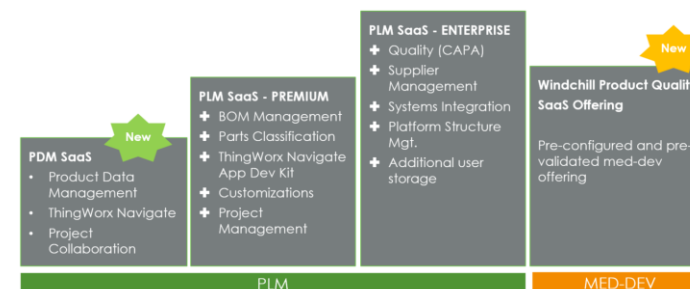 PLM SaaS - ENTERPRISE
+ Quality (CAPA)
+ Supplier
Management
+ Systems Integration
+ Platform Structure
Mgt.
+ Additional user
storage
New
Windchill Product Qualit
SaaS Offering
Pre-configured and pre-
validated med-dev
offering
PLM SaaS - PREMIUM
+ BOM Management
+ Parts Classification
+ ThingWorx Navigate
App Dev Kit
+ Customizations
+ Project
Management
New
PDM SaaS
• Product Data
Management
• ThingWorx Navigate
• Project
Collaboration
PLM
MED-DEV